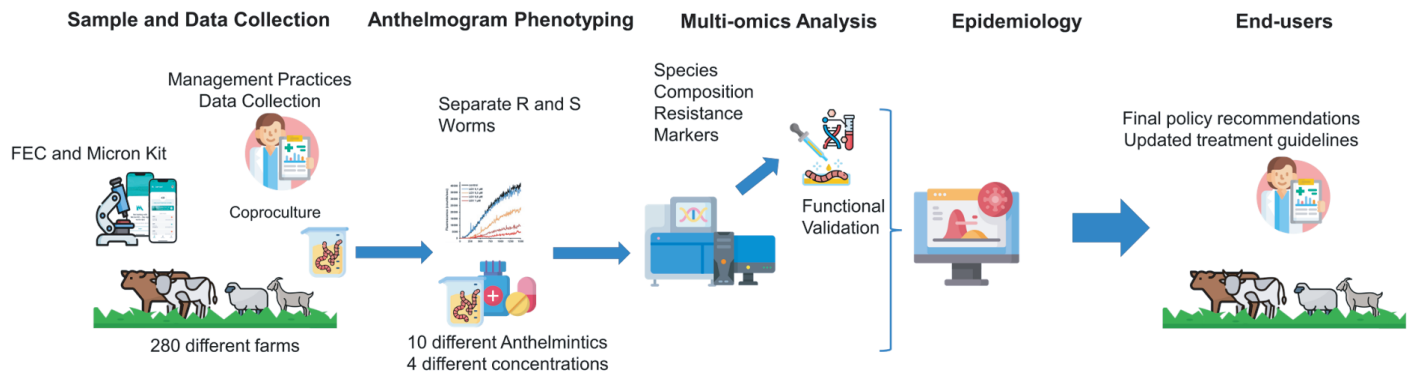 Sample and Data Collection
Anthelmogram Phenotyping
Multi-omics Analysis
Epidemiology
End-users
Management Practices
Data Collection
FEC and Micron Kit
Coproculture
280 different farms
Separate R and S
Worms
10 different Anthelmintics
4 different concentrations
Species
Composition
Resistance
Markers
Functional
Validation
Final policy recommendations
Updated treatment guidelines